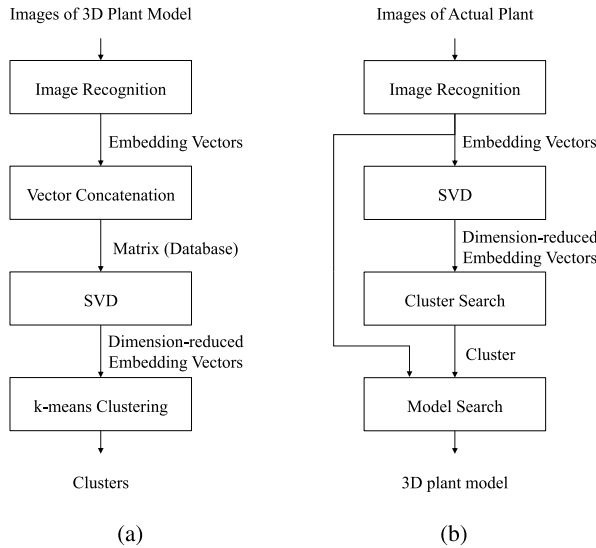 Images of 3D Plant Model
Image Recognition
Embedding Vectors
Vector Concatenation
Matrix (Database)
SVD
Dimension-reduced
Embedding Vectors
k-means Clustering
Clusters
(a)
Images of Actual Plant
Image Recognition
Embedding Vectors
SVD
Dimension-reduced
Embedding Vectors
Cluster Search
Cluster
Model Search
3D plant model
(b)